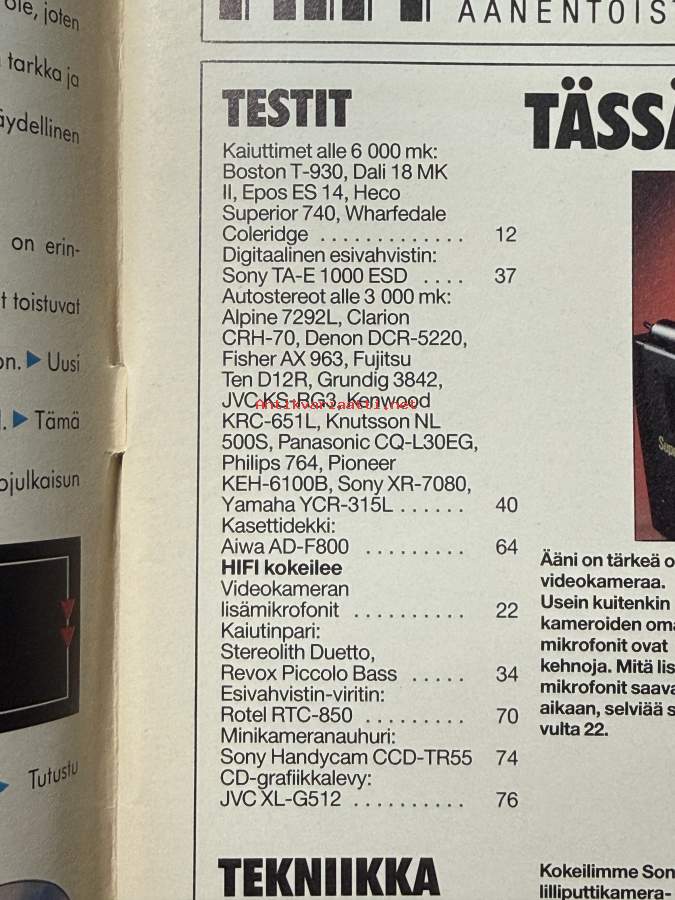 ole, joten
tarkka ja
äydellinen
on erin-
t toistuvat
on. ▶ Uusi
▶ Tämä
ojulkaisun
Tutustu
ÄÄNENTOIST
TESTIT
Kaiuttimet alle 6 000 mk:
Boston T-930, Dali 18 MK
II, Epos ES 14, Heco
Superior 740, Wharfedale
Coleridge . . . . . . . . . . . . . 12
Digitaalinen esivahvistin:
Sony TA-E 1000 ESD . . . . 37
Autostereot alle 3 000 mk:
Alpine 7292L, Clarion
CRH-70, Denon DCR-5220,
Fisher AX 963, Fujitsu
Ten D12R, Grundig 3842,
JVC KS-RG3, Kenwood
KRC-651L, Knutsson NL
500S, Panasonic CQ-L30EG,
Philips 764, Pioneer
KEH-6100B, Sony XR-7080,
Yamaha YCR-315L . . . . . . 40
Kasettidekki:
Aiwa AD-F800 . . . . . . . . . 64
HIFI kokeilee
Videokameran
lisämikrofonit . . . . . . . . . . 22
Kaiutinpari:
Stereolith Duetto,
Revox Piccolo Bass . . . . . 34
Esivahvistin-viritin:
Rotel RTC-850 . . . . . . . . . 70
Minikameranauhuri:
Sony Handycam CCD-TR55 74
CD-grafiikkalevy:
JVC XL-G512 . . . . . . . . . . 76
TEKNIIKKA
Antikvariaatti.net
TÄSSÄ
Supe
Ääni on tärkeä o
videokameraa.
Usein kuitenkin
kameroiden oma
mikrofonit ovat
kehnoja. Mitä lis
mikrofonit saava
aikaan, selviää s
vulta 22.
Kokeilimme Son
lilliputtikamera-